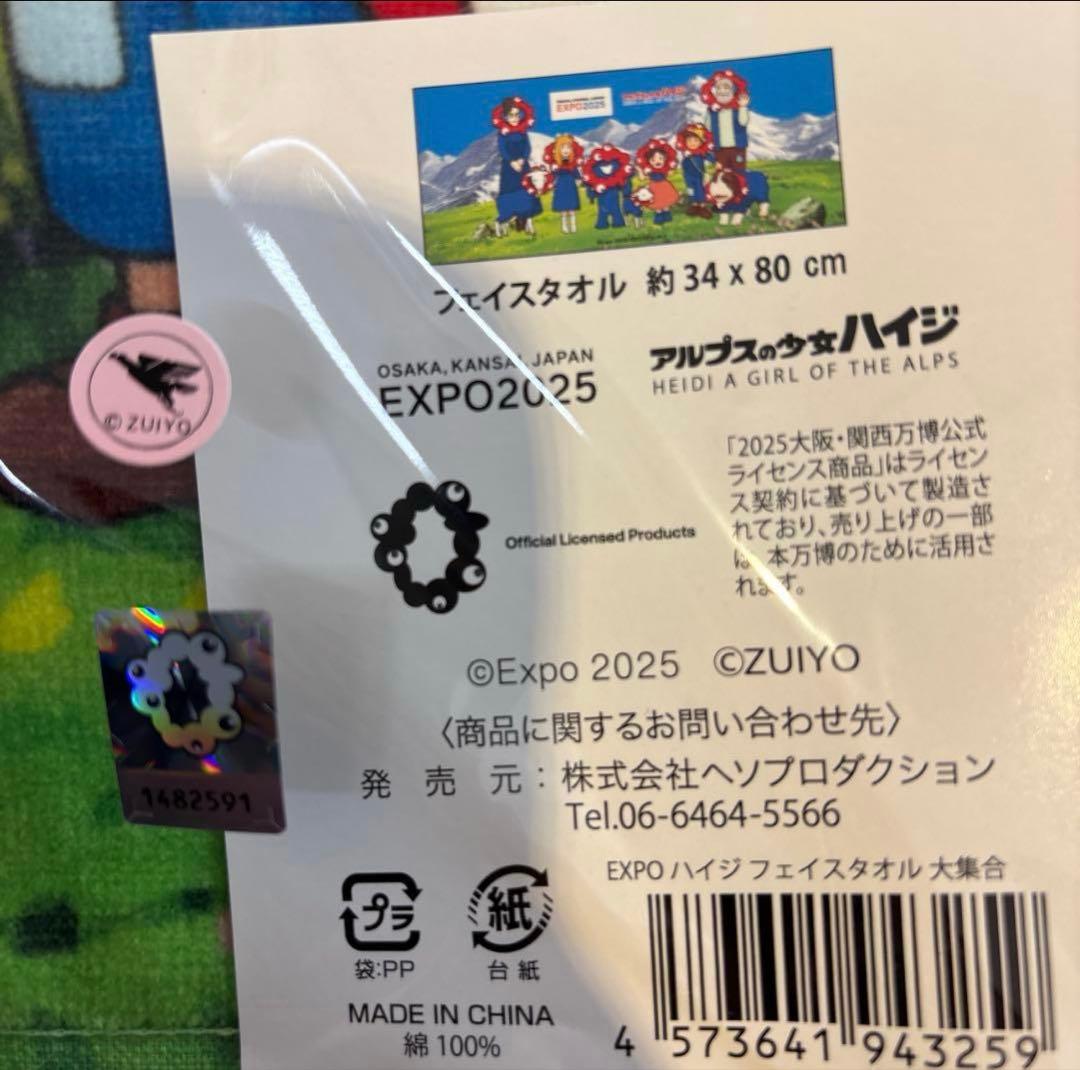 EXPO2025
フェイスタオル 約34 x 80 cm
OSAKA, KANSAI, JAPAN
EXPO2025
アルプスの少女ハイジ
HEIDI A GIRL OF THE ALPS
©ZUIYO
「2025大阪・関西万博公式
ライセンス商品」はライセン
ス契約に基づいて製造さ
れており、売り上げの一部
は、本万博のために活用さ
れます。
Official Licensed Products
©Expo 2025 ©ZUIYO
〈商品に関するお問い合わせ先〉
発売元:株式会社ヘソプロダクション
Tel.06-6464-5566
1482591
EXPO ハイジ フェイスタオル 大集合
プラ
紙
袋:PP
台紙
MADE IN CHINA
綿100%
4 573641 943259